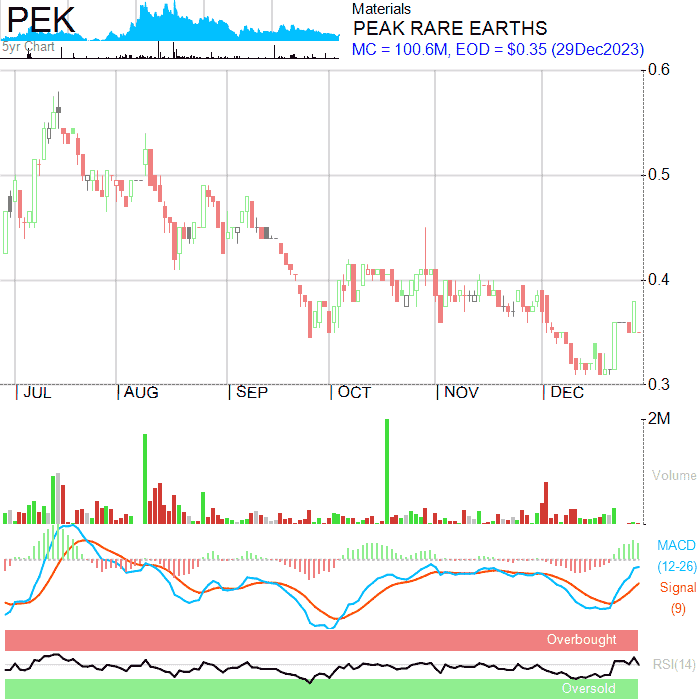 PEK
5yr Chart
Materials
PEAK RARE EARTHS
MC = 100.6M, EOD = $0.35 (29Dec2023)
0.6
0.5
0.4
0.3
JUL AUG SEP OCT NOV DEC
2M
Volume
MACD
(12-26)
Signal
(9)
Overbought
RSI(14)
Oversold